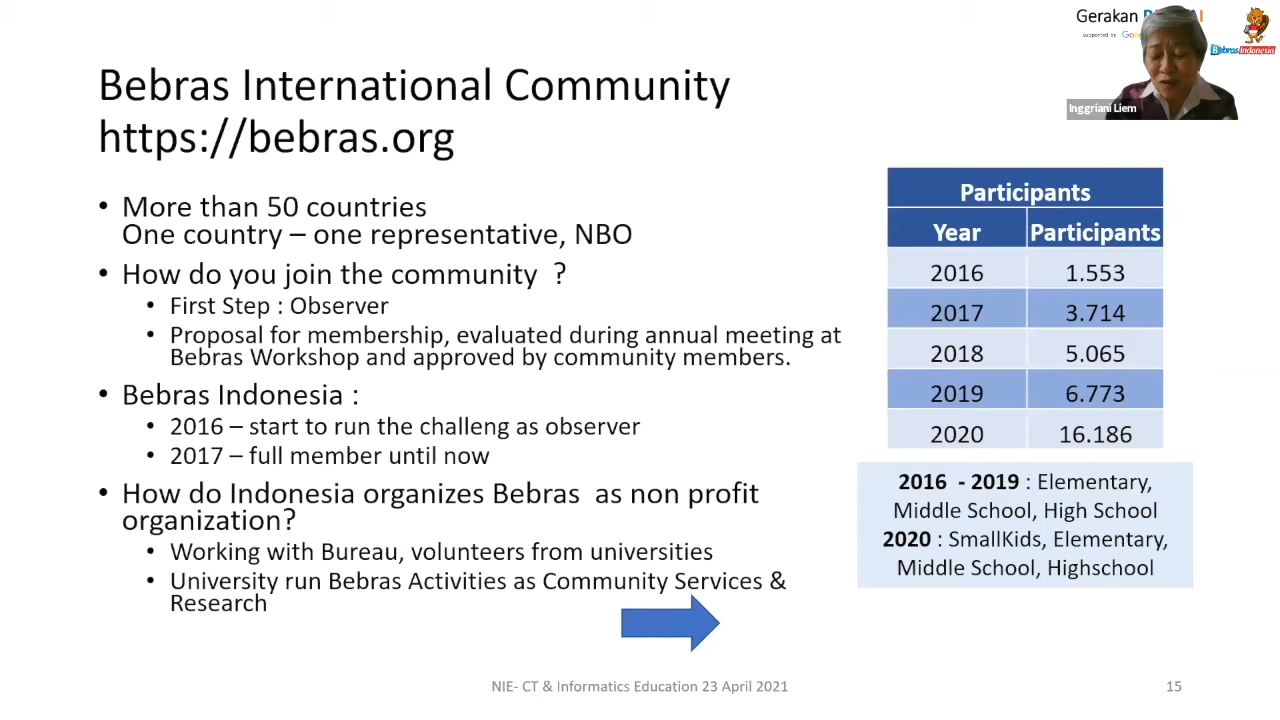 Gerakan
Supported by
Bebras Indonesia
Inggriani Liem
Bebras International Community
https://bebras.org
• More than 50 countries
One country – one representative, NBO
• How do you join the community ?
• First Step : Observer
• Proposal for membership, evaluated during annual meeting at
Bebras Workshop and approved by community members.
• Bebras Indonesia :
• 2016 – start to run the challeng as observer
• 2017 – full member until now
• How do Indonesia organizes Bebras as non profit
organization?
• Working with Bureau, volunteers from universities
• University run Bebras Activities as Community Services &
Research
Participants
Year Participants
2016 1.553
2017 3.714
2018 5.065
2019 6.773
2020 16.186
2016 - 2019 : Elementary,
Middle School, High School
2020 : SmallKids, Elementary,
Middle School, Highschool
NIE- CT & Informatics Education 23 April 2021
15